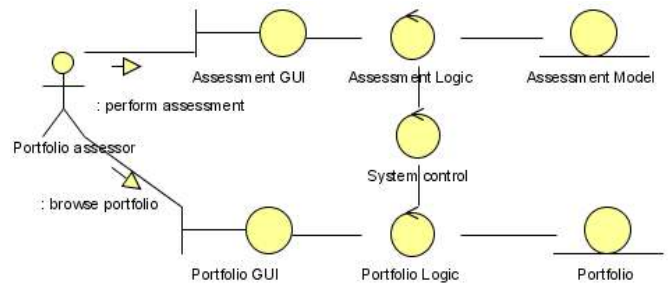 Assessment GUI
Assessment Logic
Assessment Model
: perform assessment
Portfolio assessor
System control
: browse portfolio
Portfolio GUI
Portfolio Logic
Portfolio